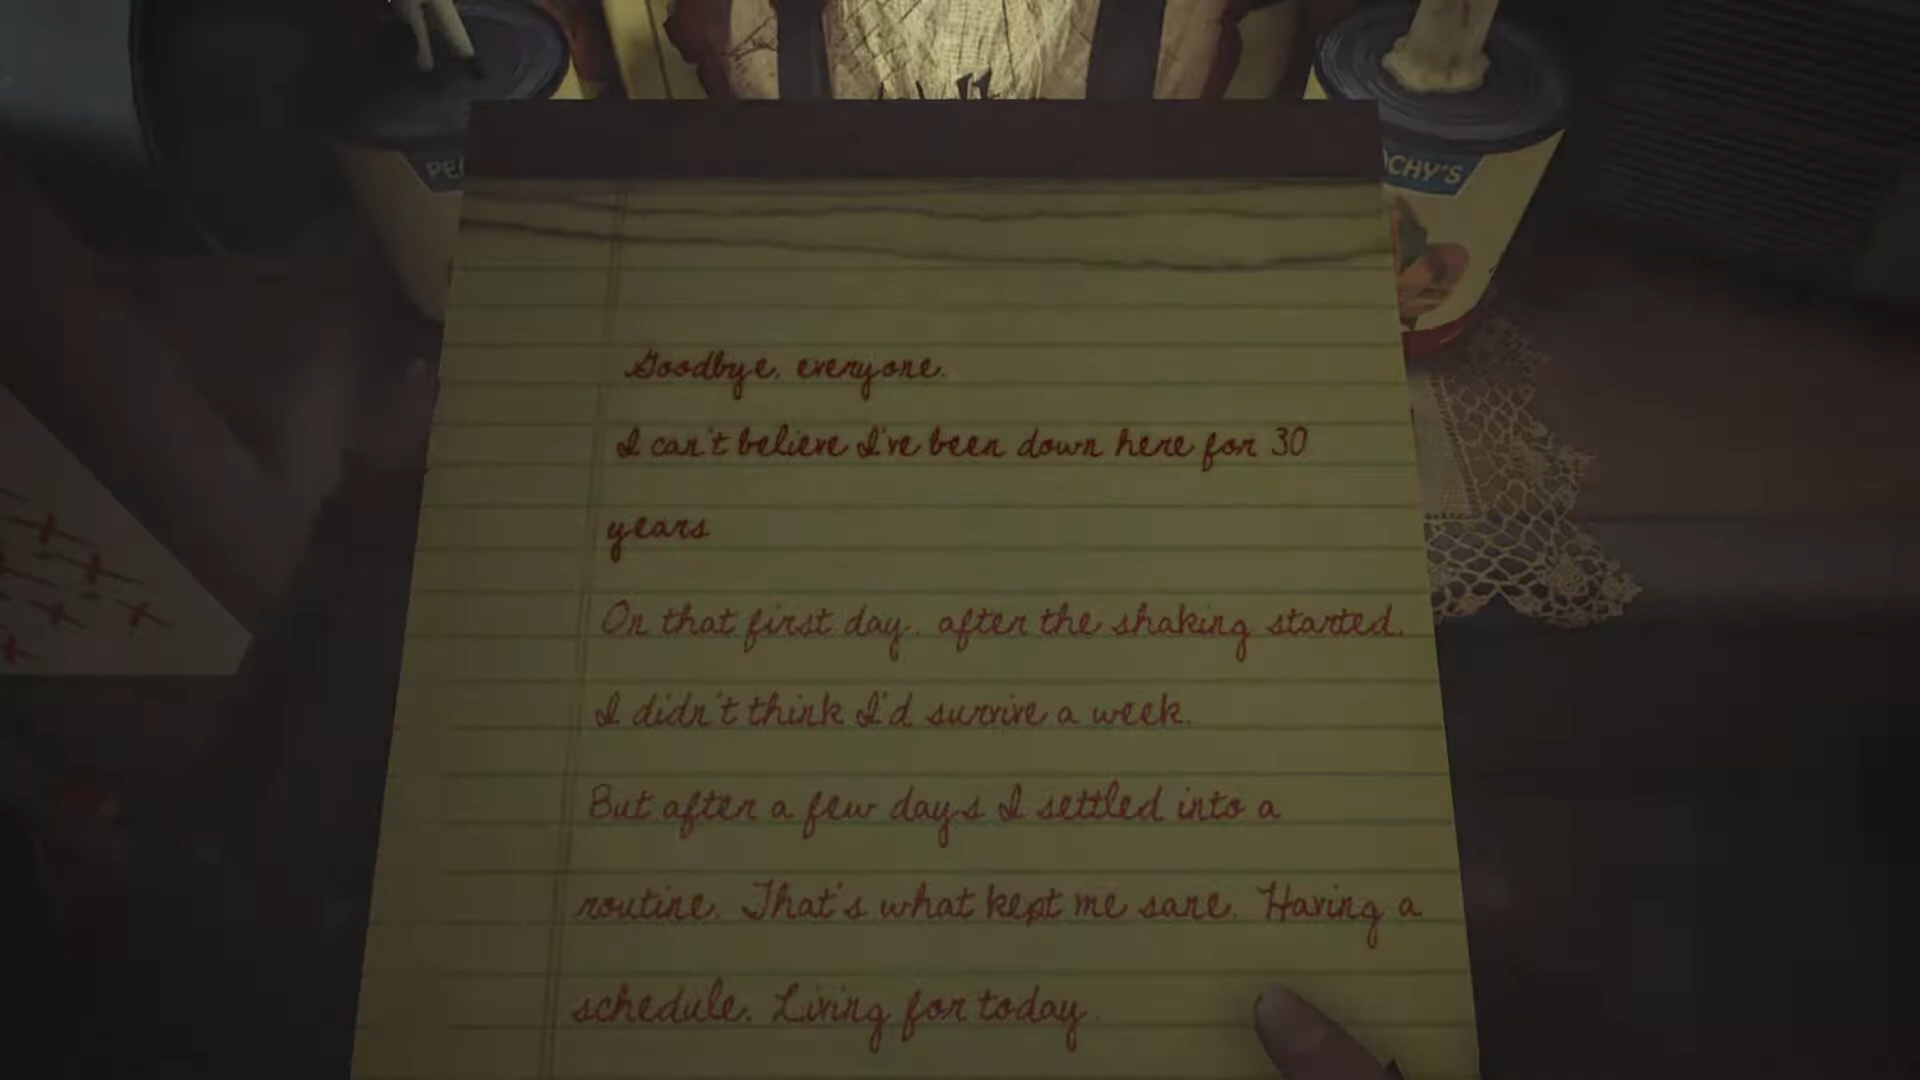 PEA
CHY'S
Goodbye, everyone.
I can't believe I've been down here for 30
years
On that first day, after the shaking started,
I didn't think I'd survive a week.
But after a few days I settled into a
routine. That's what kept me sane. Having a
schedule. Living for today.